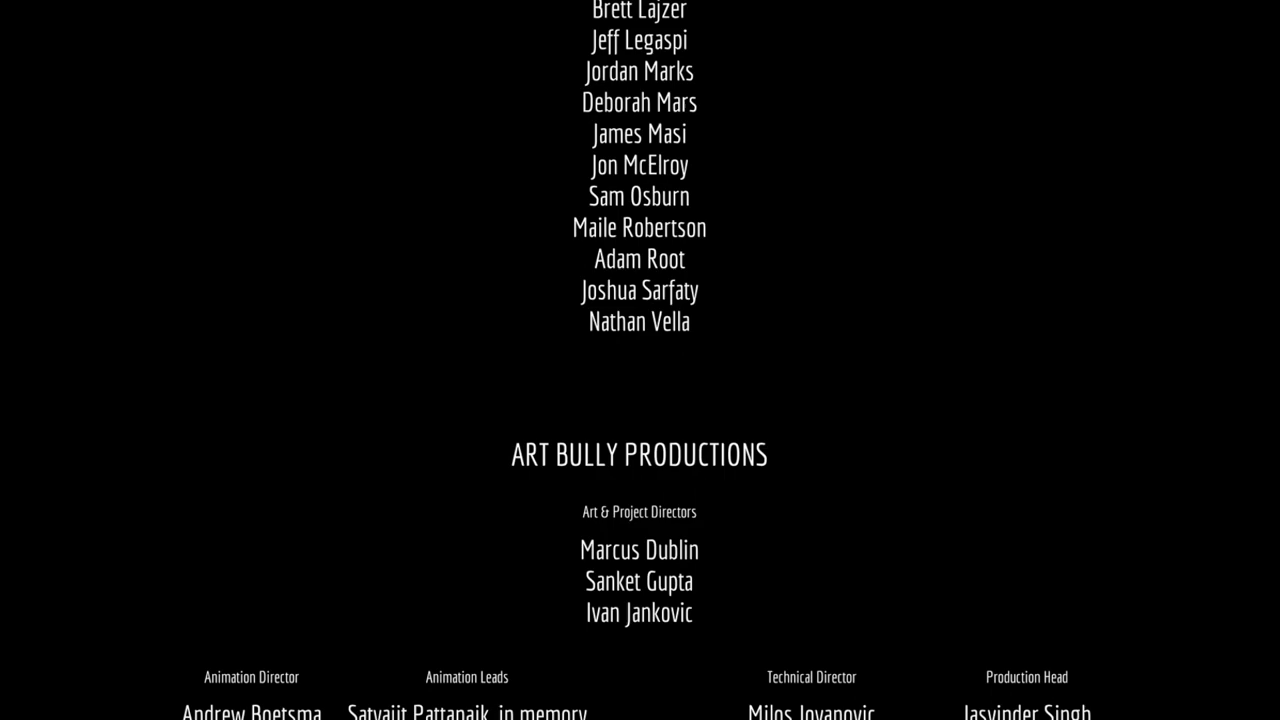 Brett Lajzer
Jeff Legaspi
Jordan Marks
Deborah Mars
James Masi
Jon McElroy
Sam Osburn
Maile Robertson
Adam Root
Joshua Sarfaty
Nathan Vella
ART BULLY PRODUCTIONS
Art & Project Directors
Marcus Dublin
Sanket Gupta
Ivan Jankovic
Animation Director Animation Leads Technical Director Production Head
Andrew Boetsma Satyajit Pattanaik, in memory Milos Jovanovic Jasvinder Singh